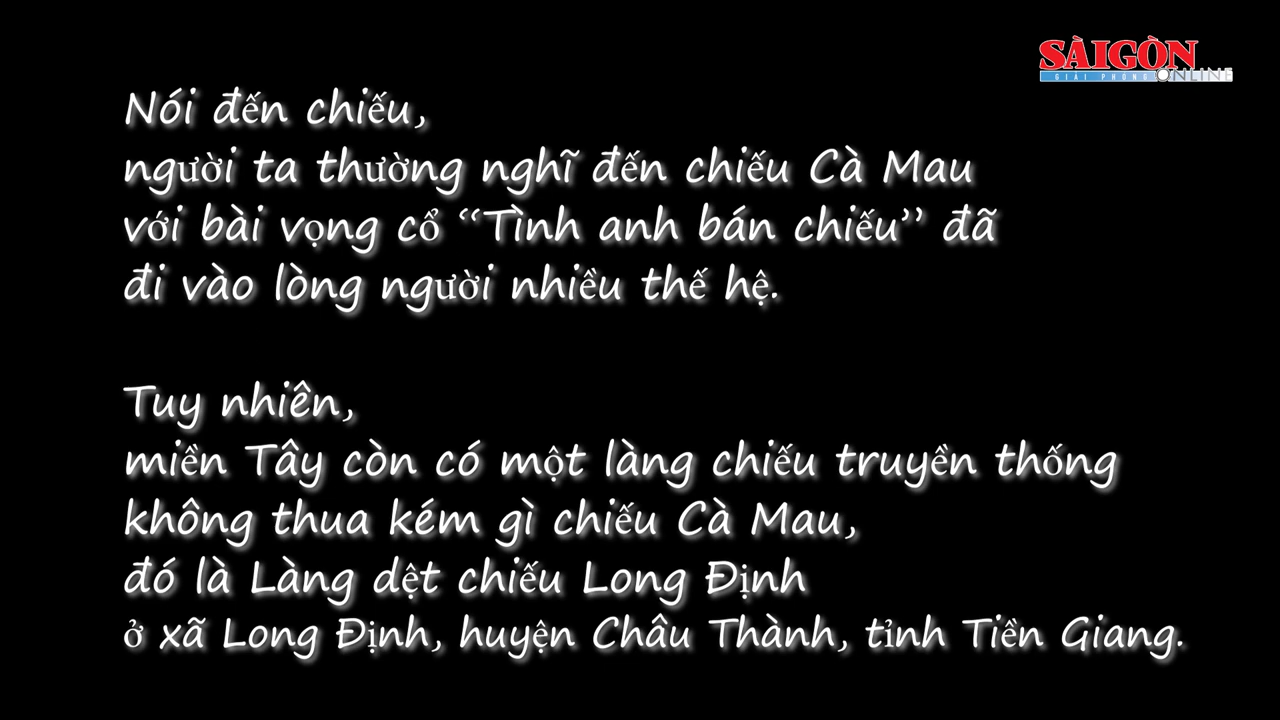 SÀIGÒN
GIẢI PHÓNG
ONLINE
Nói đến chiếu,
người ta thường nghĩ đến chiếu Cà Mau
với bài vọng cổ “Tình anh bán chiếu” đã
đi vào lòng người nhiều thế hệ.
Tuy nhiên,
miền Tây còn có một làng chiếu truyền thống
không thua kém gì chiếu Cà Mau,
đó là Làng dệt chiếu Long Định
ở xã Long Định, huyện Châu Thành, tỉnh Tiền Giang.